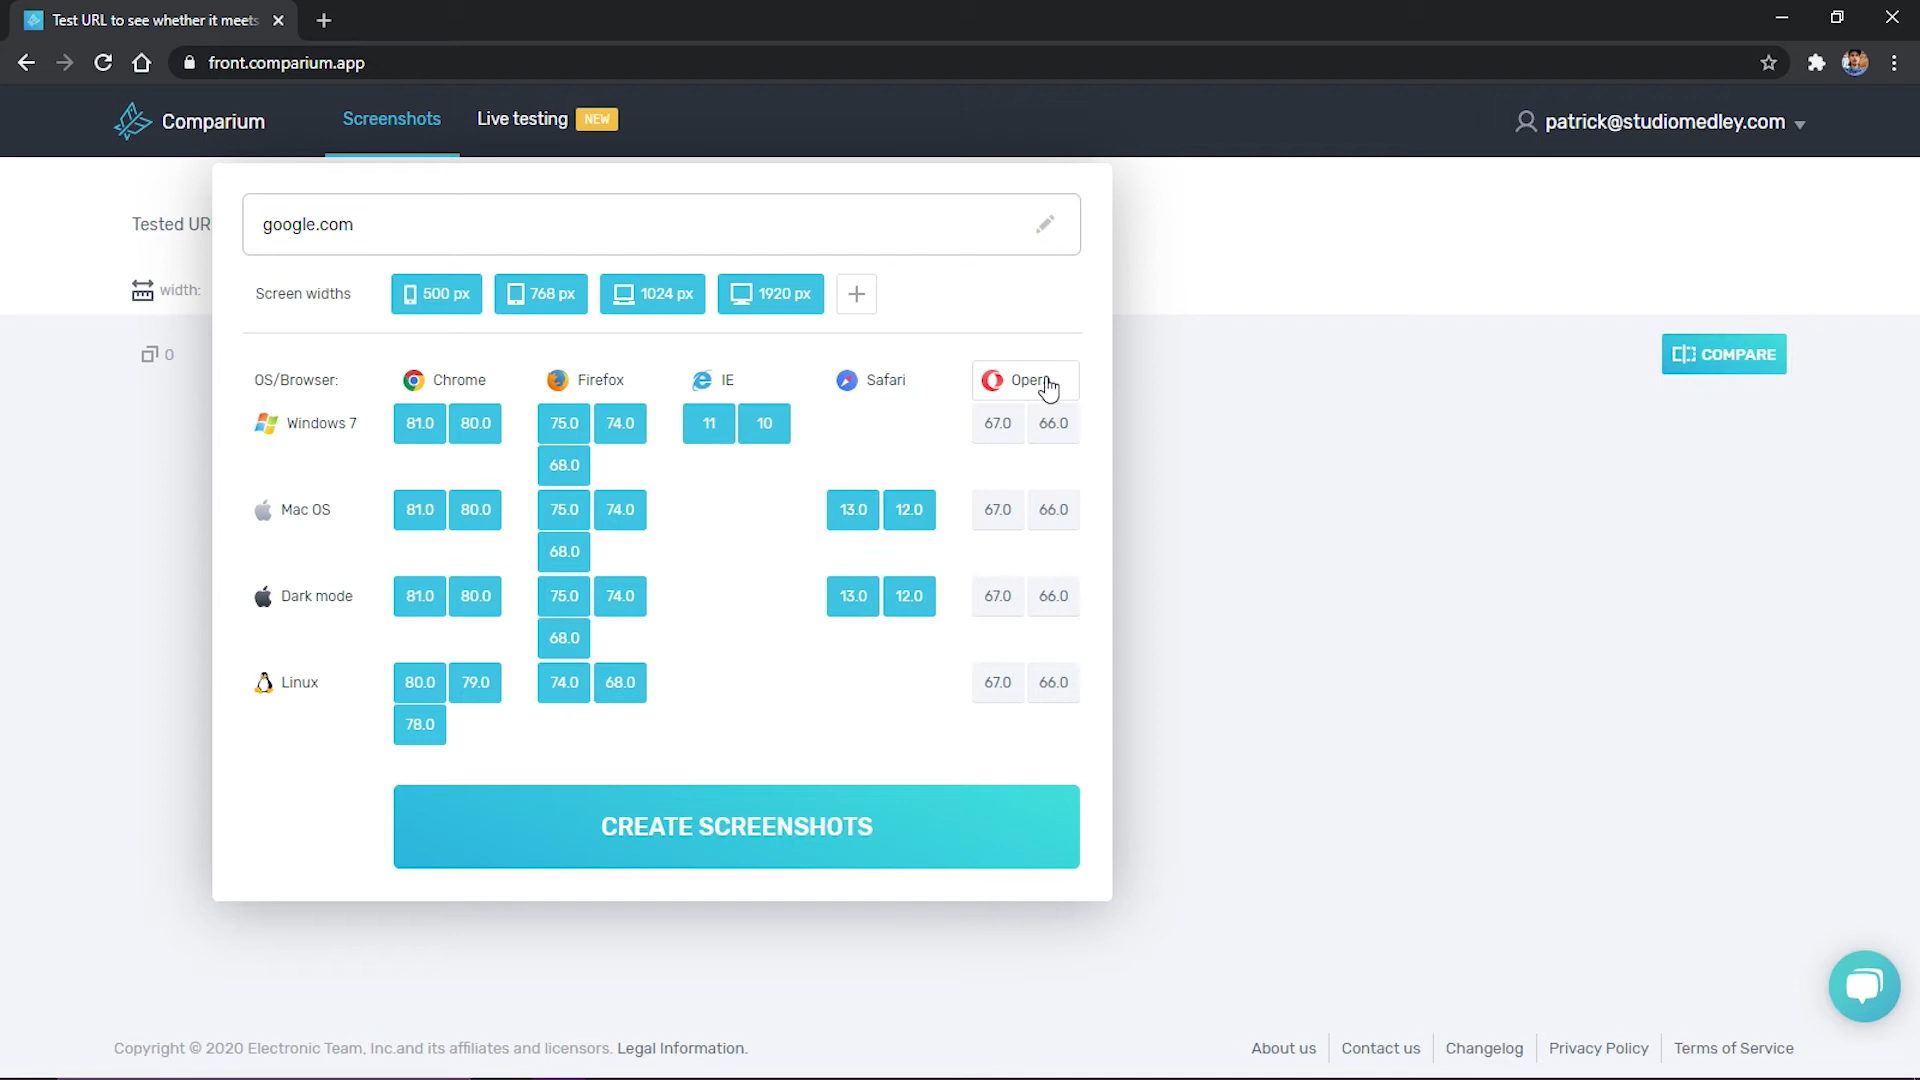 Test URL to see whether it meets
front.comparium.app
Comparium
Screenshots
Live testing NEW
patrick@studiomedley.com
Tested UR
google.com
width:
Screen widths 500 px 768 px 1024 px 1920 px
0
COMPARE
OS/Browser: Chrome Firefox IE Safari Opera
Windows 7 81.0 80.0 75.0 74.0 11 10 67.0 66.0
68.0
Mac OS 81.0 80.0 75.0 74.0 13.0 12.0 67.0 66.0
68.0
Dark mode 81.0 80.0 75.0 74.0 13.0 12.0 67.0 66.0
68.0
Linux 80.0 79.0 74.0 68.0 67.0 66.0
78.0
CREATE SCREENSHOTS
Copyright © 2020 Electronic Team, Inc.and its affiliates and licensors. Legal Information.
About us Contact us Changelog Privacy Policy Terms of Service